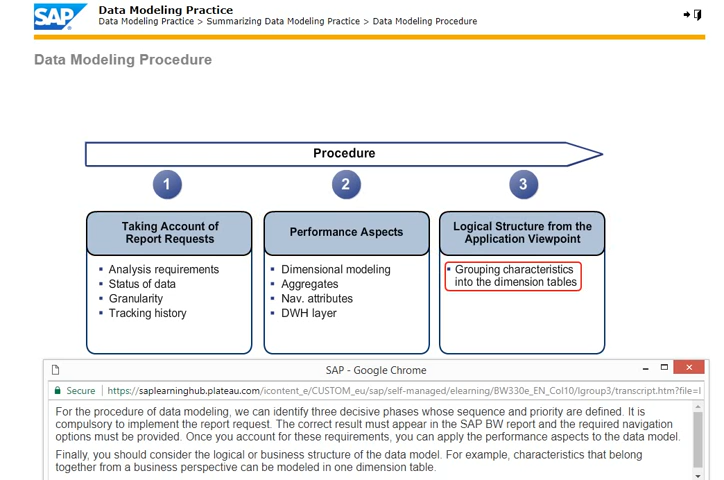 SAP
Data Modeling Practice
Data Modeling Practice > Summarizing Data Modeling Practice > Data Modeling Procedure
Data Modeling Procedure
Procedure
1
2
3
Taking Account of
Report Requests
▪ Analysis requirements
▪ Status of data
▪ Granularity
▪ Tracking history
Performance Aspects
▪ Dimensional modeling
▪ Aggregates
▪ Nav. attributes
▪ DWH layer
Logical Structure from the
Application Viewpoint
▪ Grouping characteristics
into the dimension tables
SAP - Google Chrome
Secure https://saplearninghub.plateau.com/icontent_e/CUSTOM_eu/sap/self-managed/elearning/BW330e_EN_Col10/lgroup3/transcript.htm?file=
For the procedure of data modeling, we can identify three decisive phases whose sequence and priority are defined. It is
compulsory to implement the report request. The correct result must appear in the SAP BW report and the required navigation
options must be provided. Once you account for these requirements, you can apply the performance aspects to the data model.
Finally, you should consider the logical or business structure of the data model. For example, characteristics that belong
together from a business perspective can be modeled in one dimension table.